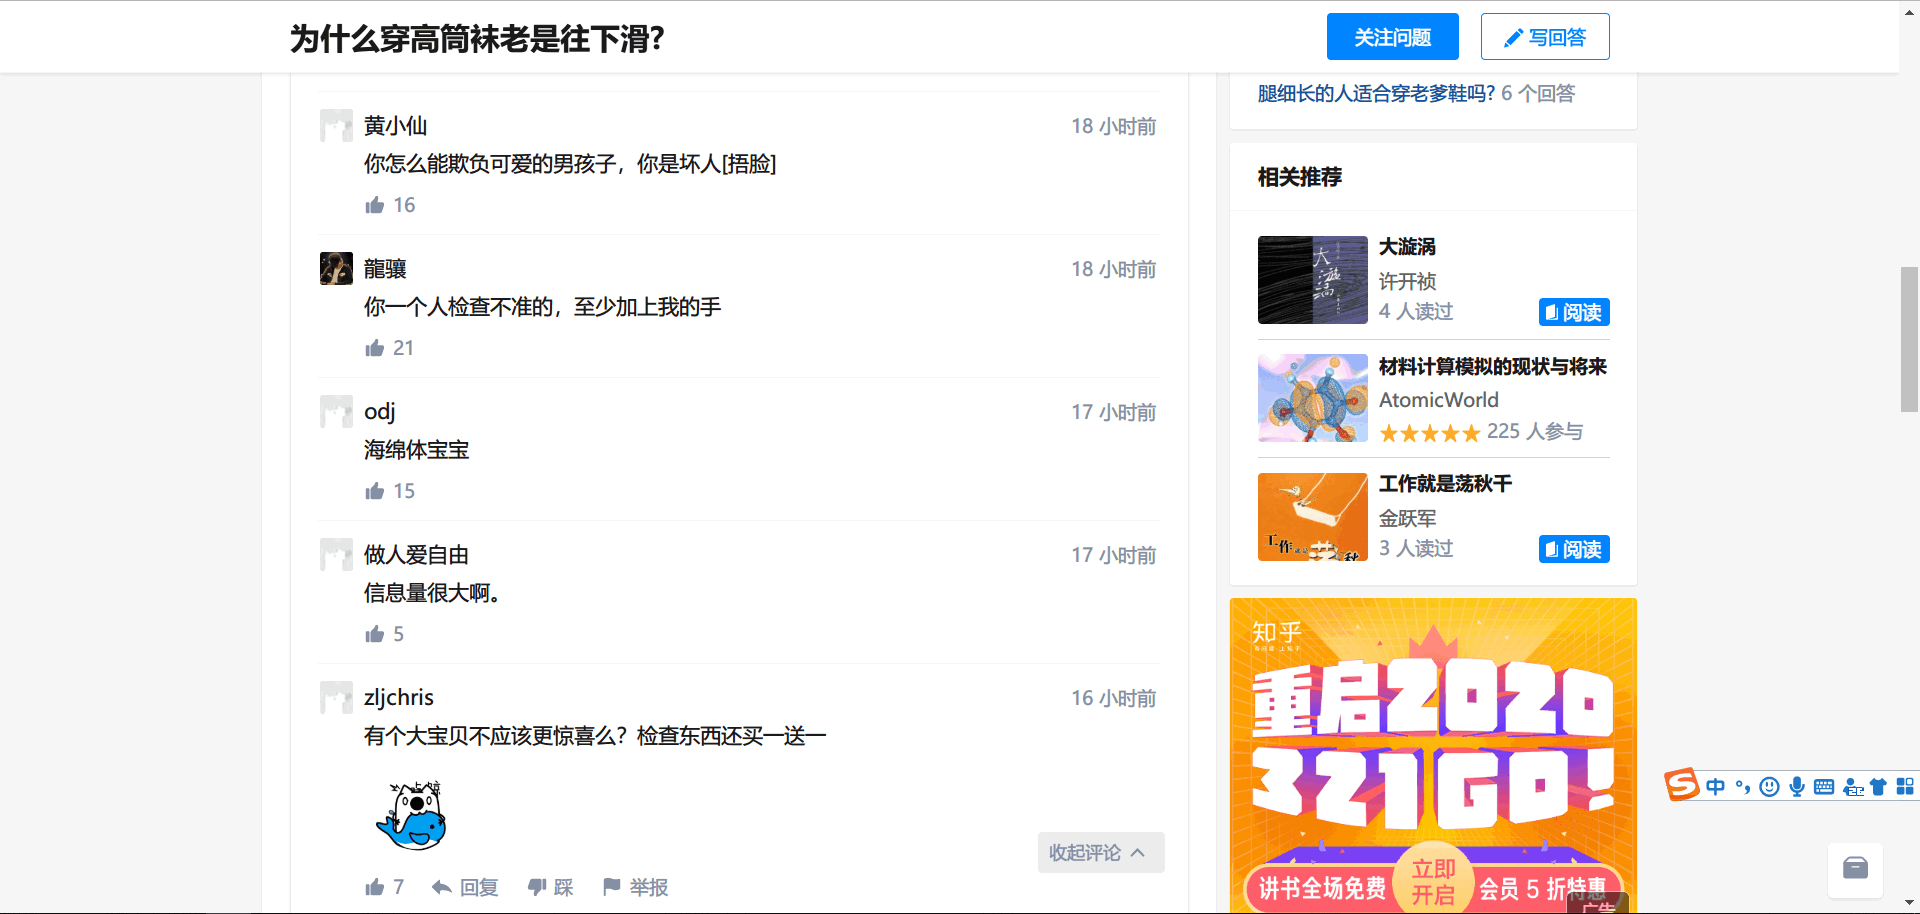 为什么穿高筒袜老是往下滑?
关注问题
写回答
黄小仙
18 小时前
你怎么能欺负可爱的男孩子，你是坏人[捂脸]
16
龍骧
18 小时前
你一个人检查不准的，至少加上我的手
21
odj
17 小时前
海绵体宝宝
15
做人爱自由
17 小时前
信息量很大啊。
5
zljchris
16 小时前
有个大宝贝不应该更惊喜么？检查东西还买一送一
7 回复 踩 举报
收起评论
腿细长的人适合穿老爹鞋吗? 6 个回答
相关推荐
大漩涡
大漩涡
许开祯
4 人读过
阅读
材料计算模拟的现状与将来
AtomicWorld
225 人参与
工作就是荡秋千
工作就是荡秋
金跃军
3 人读过
阅读
知乎
重启2020
321GO!
讲书全场免费
立即
开启
会员 5 折特惠
广告
S 中